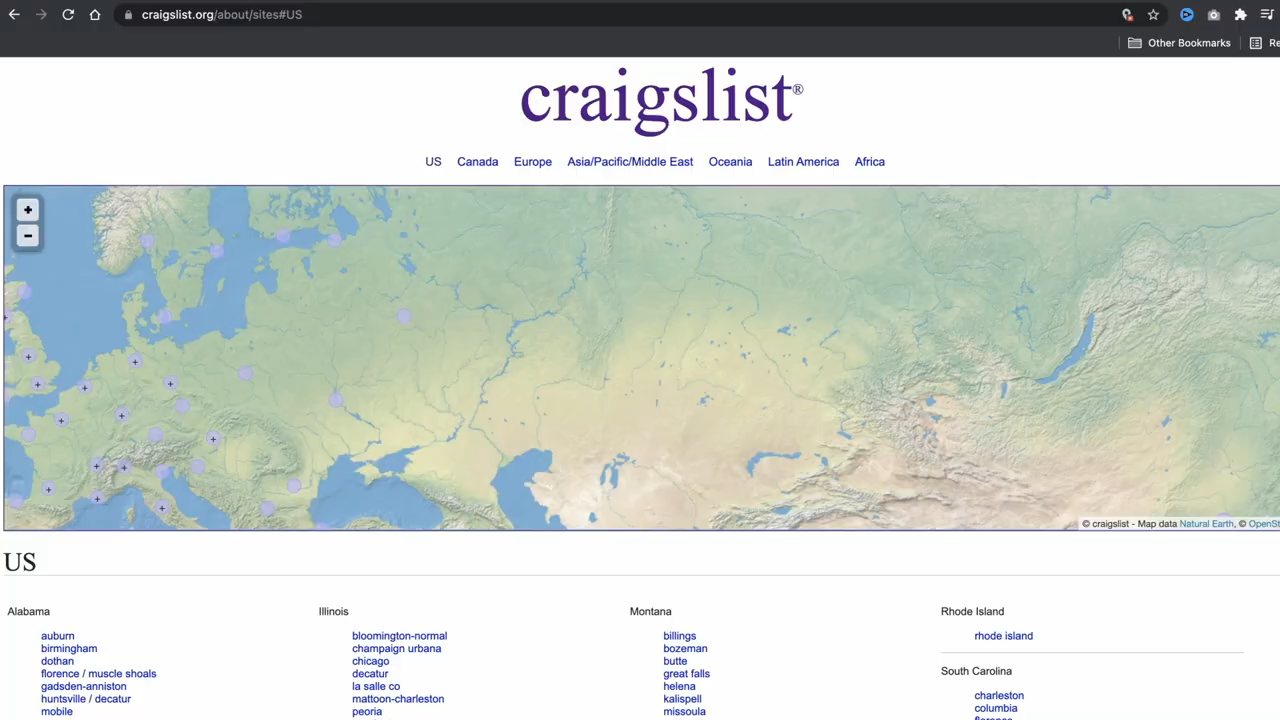 craigslist.org/about/sites#US
Other Bookmarks
Re
craigslist®
US Canada Europe Asia/Pacific/Middle East Oceania Latin America Africa
+
-
© craigslist - Map data Natural Earth, © OpenSt
US
Alabama
auburn
birmingham
dothan
florence / muscle shoals
gadsden-anniston
huntsville / decatur
mobile
Illinois
bloomington-normal
champaign urbana
chicago
decatur
la salle co
mattoon-charleston
peoria
Montana
billings
bozeman
butte
great falls
helena
kalispell
missoula
Rhode Island
rhode island
South Carolina
charleston
columbia